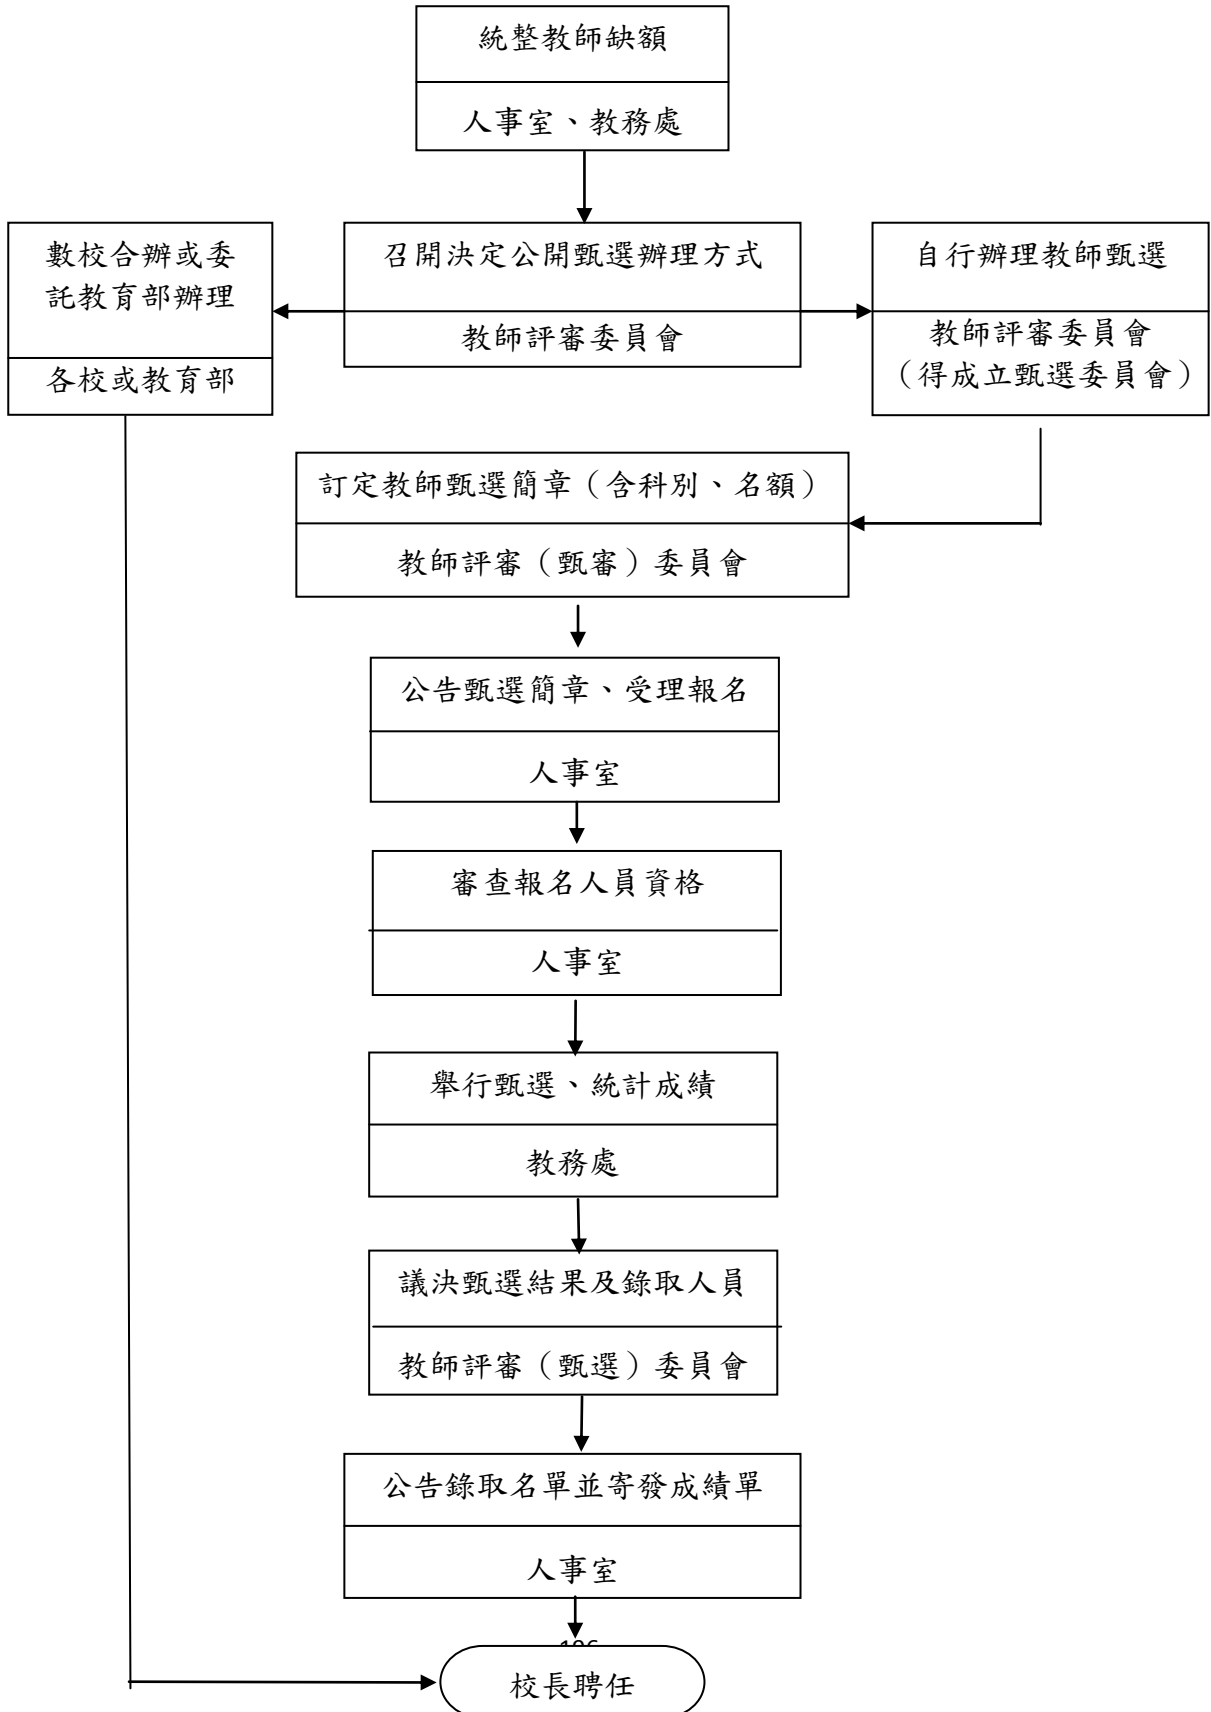 統整教師缺額
人事室、教務處
數校合辦或委
託教育部辦理
各校或教育部
召開決定公開甄選辦理方式
教師評審委員會
自行辦理教師甄選
教師評審委員會
（得成立甄選委員會）
訂定教師甄選簡章（含科別、名額）
教師評審（甄審）委員會
公告甄選簡章、受理報名
人事室
審查報名人員資格
人事室
舉行甄選、統計成績
教務處
議決甄選結果及錄取人員
教師評審（甄選）委員會
公告錄取名單並寄發成績單
人事室
校長聘任